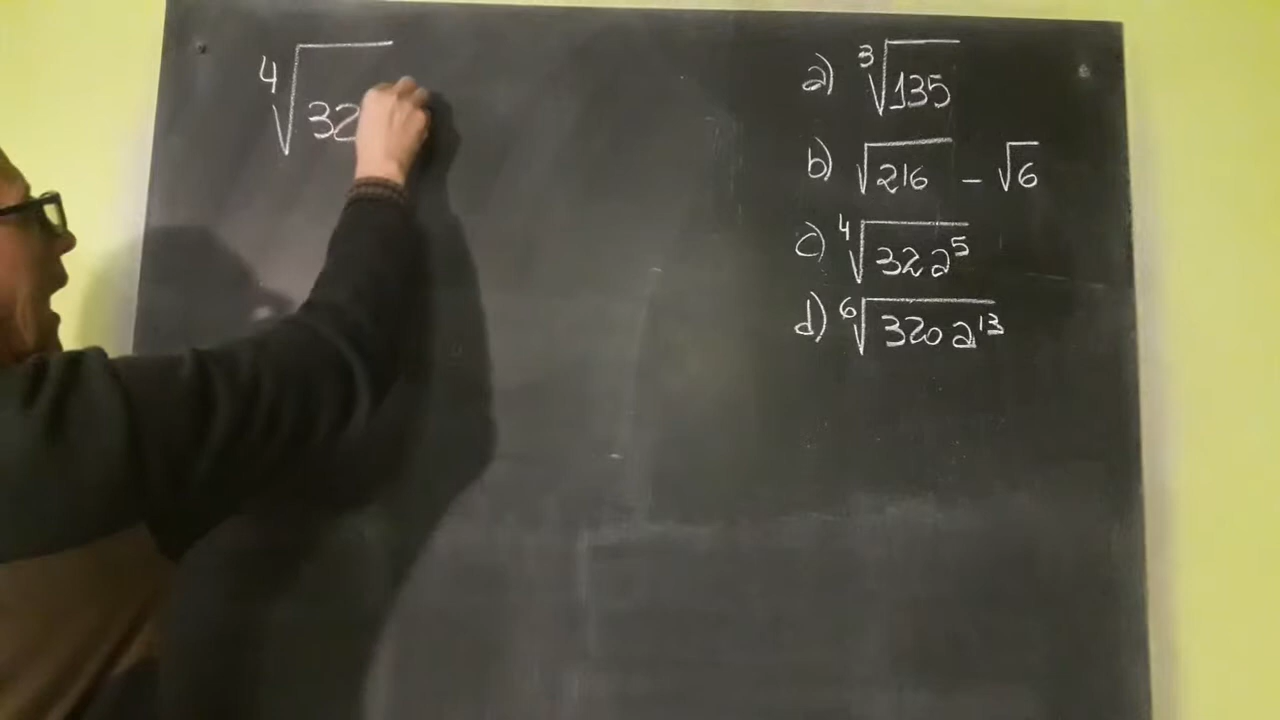 ⁴√32
a) ³√135
b) √216 - √6
c) ⁴√32a⁵
d) ⁶√320a¹³